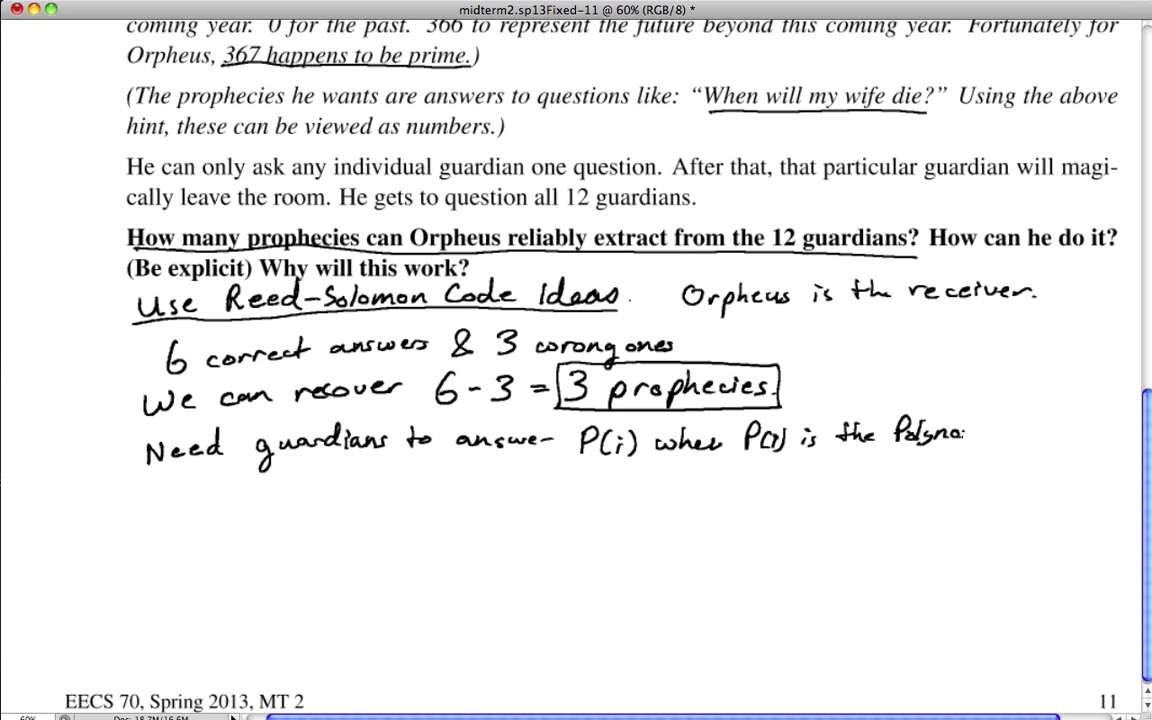 midterm2.sp13Fixed-11 @ 60% (RGB/8) *
coming year. 0 for the past. 366 to represent the future beyond this coming year. Fortunately for
Orpheus, 367 happens to be prime.)
(The prophecies he wants are answers to questions like: “When will my wife die?” Using the above
hint, these can be viewed as numbers.)
He can only ask any individual guardian one question. After that, that particular guardian will magi-
cally leave the room. He gets to question all 12 guardians.
How many prophecies can Orpheus reliably extract from the 12 guardians? How can he do it?
(Be explicit) Why will this work?
Use Reed-Solomon Code Ideas. Orpheus is the receiver.
6 correct answers & 3 wrong ones
We can recover 6 - 3 = 3 prophecies.
Need guardians to answer P(i) where P(x) is the Polyno
EECS 70, Spring 2013, MT 2 11
60% Doc: 18.7M/16.6M